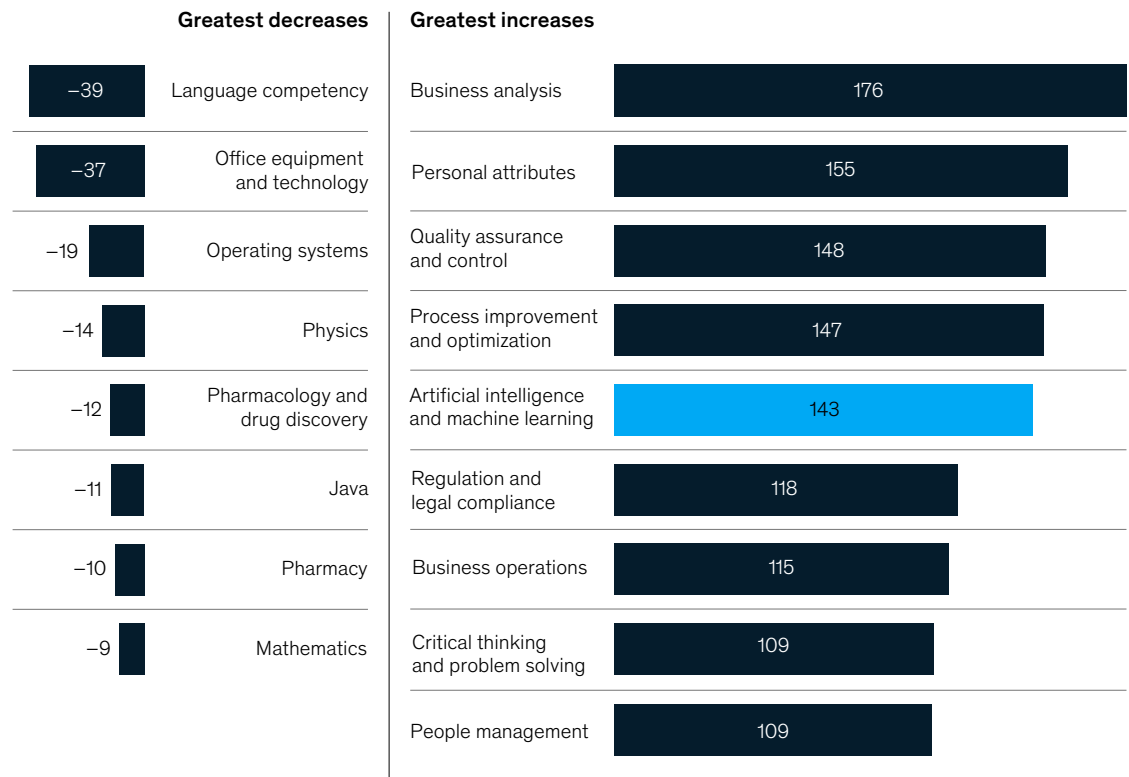 Greatest decreases
–39
Language competency
–37
Office equipment
and technology
–19
Operating systems
–14
Physics
–12
Pharmacology and
drug discovery
–11
Java
–10
Pharmacy
–9
Mathematics
Greatest increases
Business analysis
176
Personal attributes
155
Quality assurance
and control
148
Process improvement
and optimization
147
Artificial intelligence
and machine learning
143
Regulation and
legal compliance
118
Business operations
115
Critical thinking
and problem solving
109
People management
109